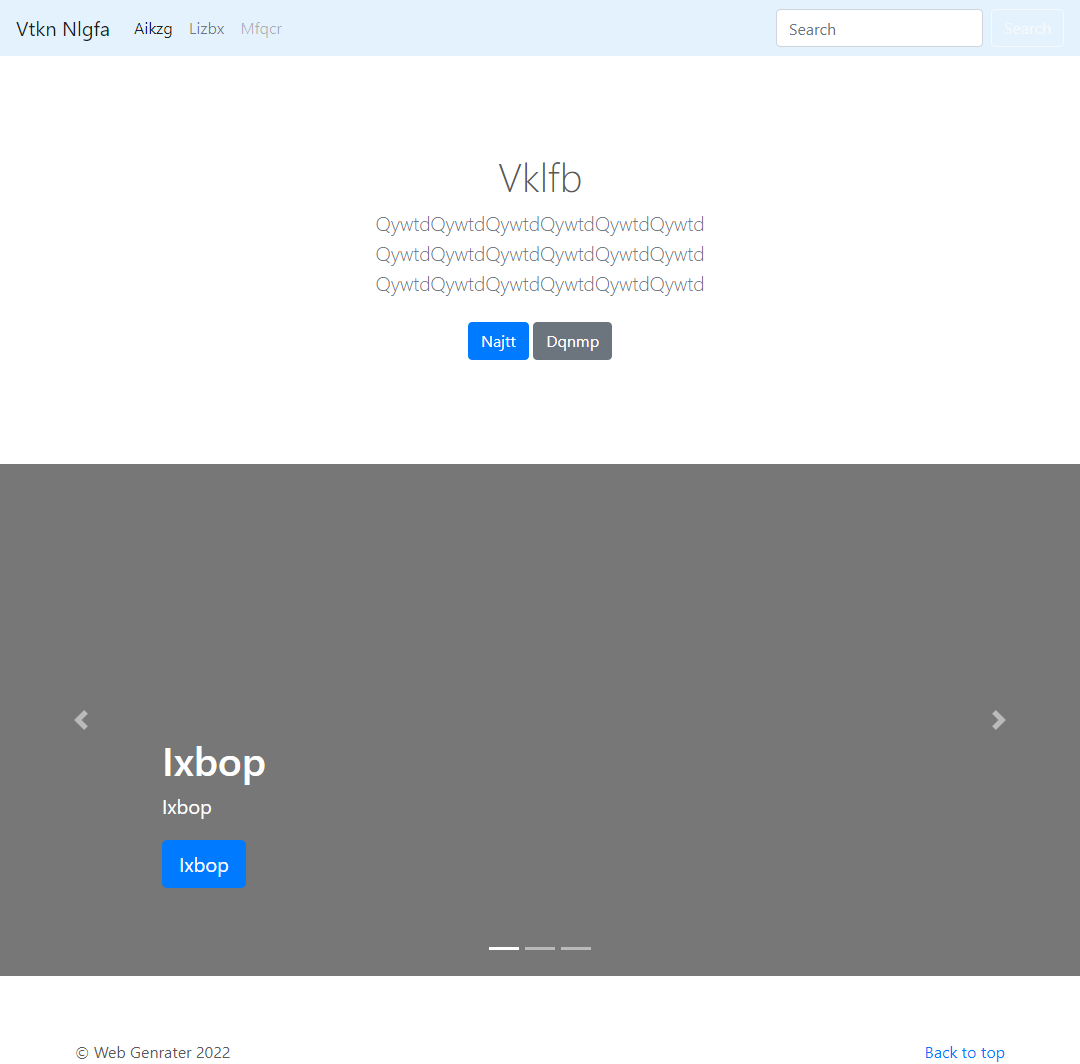 Vtkn Nlgfa Aikzg Lizbx Mfqcr Search Search
Vklfb
QywtdQywtdQywtdQywtdQywtdQywtd
QywtdQywtdQywtdQywtdQywtdQywtd
QywtdQywtdQywtdQywtdQywtdQywtd
Najtt Dqnmp
Ixbop
Ixbop
Ixbop
© Web Genrater 2022 Back to top